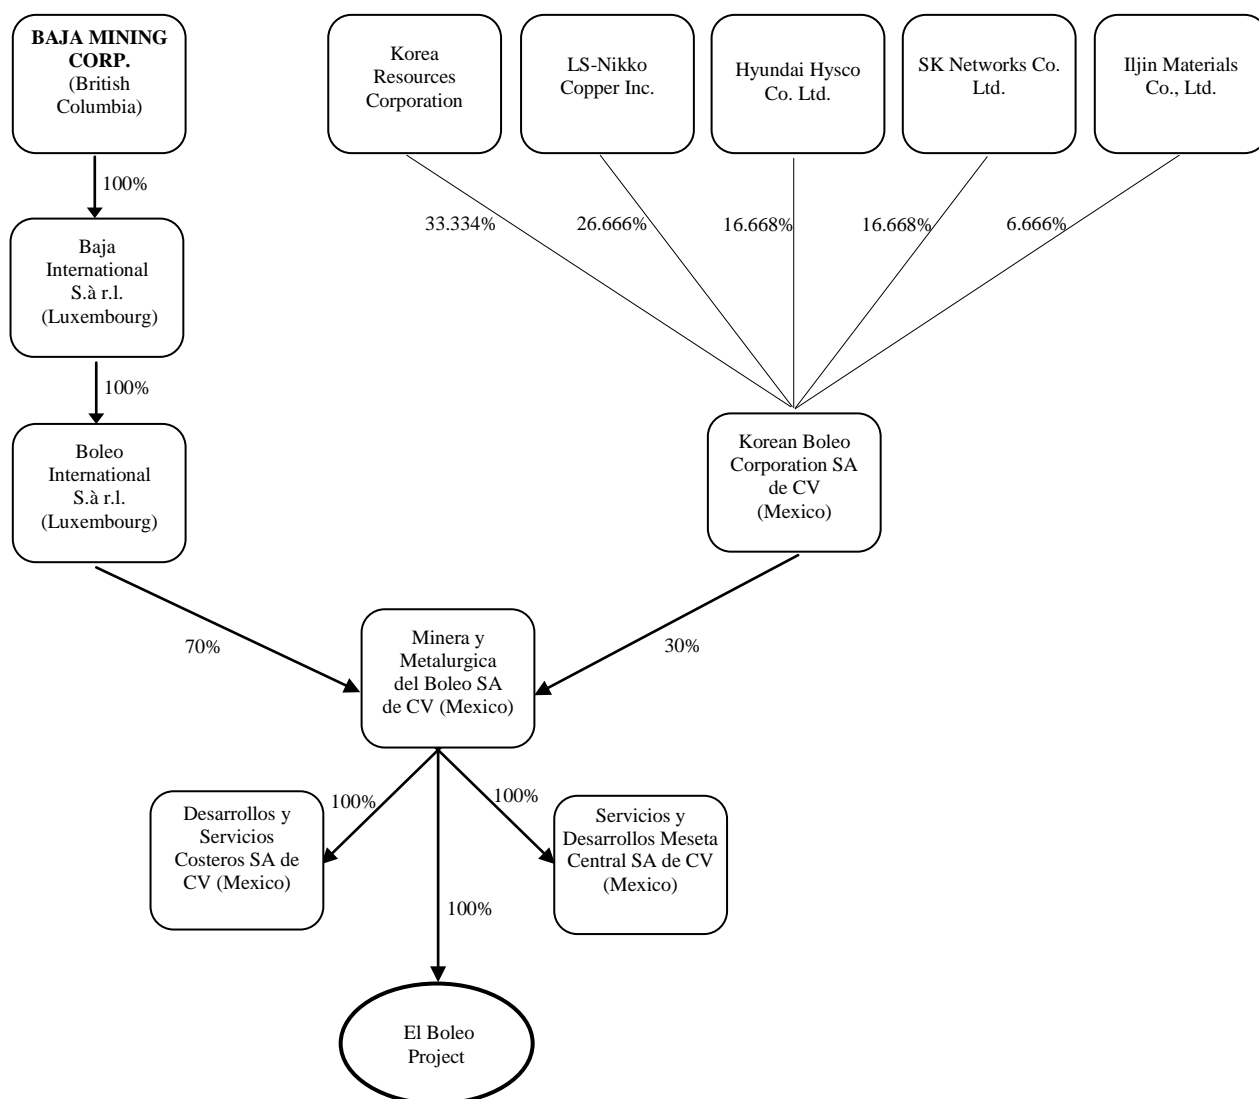 BAJA MINING
CORP.
(British
Columbia)
Korea
Resources
Corporation
LS-Nikko
Copper Inc.
Hyundai Hysco
Co. Ltd.
SK Networks Co.
Ltd.
Iljin Materials
Co., Ltd.
100%
33.334%
26.666%
16.668%
16.668%
6.666%
Baja
International
S.à r.l.
(Luxembourg)
100%
Boleo
International
S.à r.l.
(Luxembourg)
Korean Boleo
Corporation SA
de CV
(Mexico)
70%
30%
Minera y
Metalurgica
del Boleo SA
de CV (Mexico)
100%
100%
Desarrollos y
Servicios
Costeros SA de
CV (Mexico)
Servicios y
Desarrollos Meseta
Central SA de CV
(Mexico)
100%
El Boleo
Project